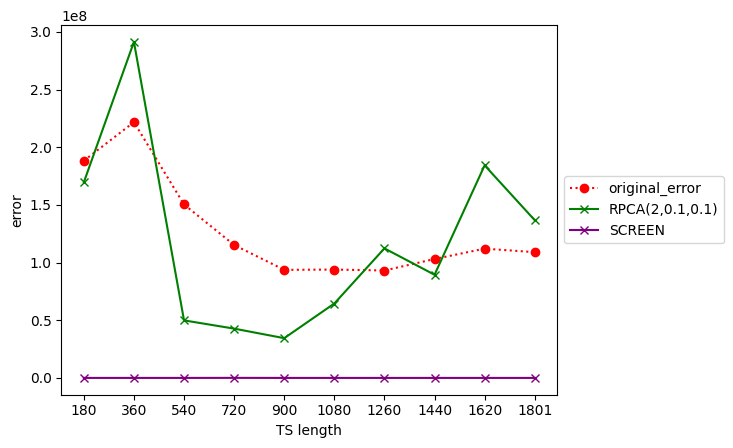 1e8
3.0
2.5
2.0
1.5
1.0
0.5
0.0
error
180 360 540 720 900 1080 1260 1440 1620 1801
TS length
original_error
RPCA(2,0.1,0.1)
SCREEN